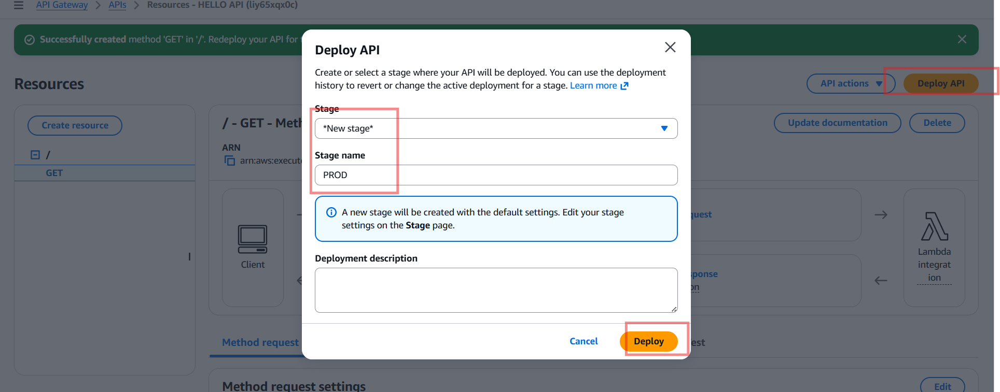 API Gateway > APIs > Resources - HELLO API (liy65xqx0c)
Successfully created method 'GET' in '/'. Redeploy your API for
Resources
API actions
Deploy API
Create resource
/
GET
/ - GET - Meth
Update documentation
Delete
ARN
arn:aws:execute
Client
quest
ponse
on
Lambda
integrat
ion
Method request
est
Method request settings
Edit
Deploy API
Create or select a stage where your API will be deployed. You can use the deployment
history to revert or change the active deployment for a stage. Learn more
Stage
*New stage*
Stage name
PROD
A new stage will be created with the default settings. Edit your stage
settings on the Stage page.
Deployment description
Cancel
Deploy